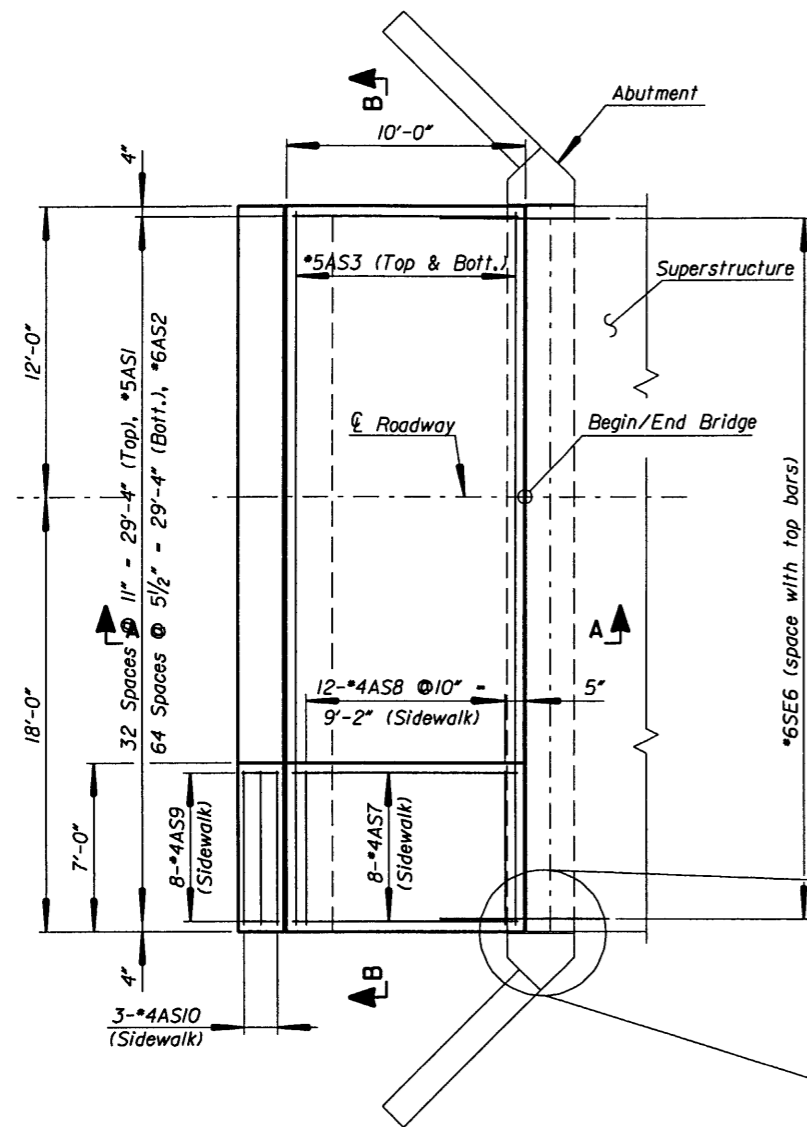 B
Abutment
10'-0"
4"
*5AS3 (Top & Bott.)
Superstructure
12'-0"
32 Spaces @ 11" = 29'-4" (Top), *5AS1
64 Spaces @ 5½" = 29'-4" (Bott.), *6AS2
℄ Roadway
Begin/End Bridge
*6SE6 (space with top bars)
A
A
12-*4AS8 @10" =
9'-2" (Sidewalk)
5"
18'-0"
7'-0"
8-*4AS9
(Sidewalk)
8-*4AS7
(Sidewalk)
4"
B
3-*4AS10
(Sidewalk)